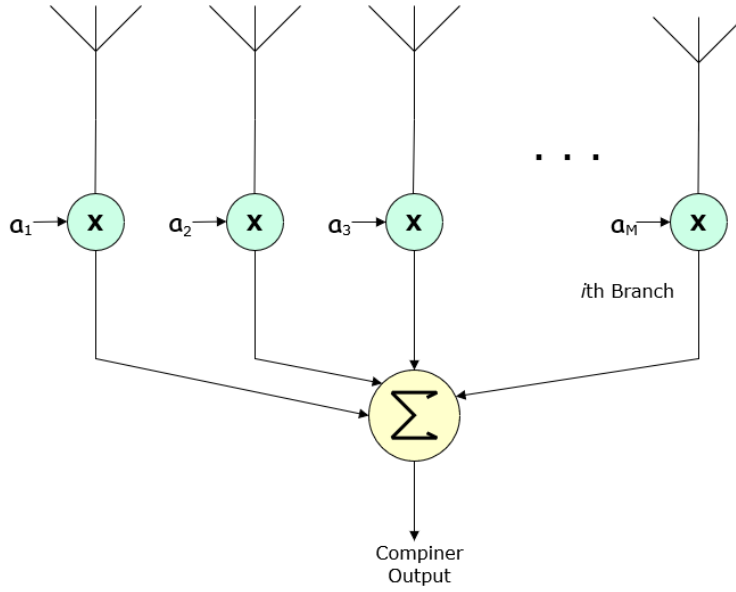 a1 x a2 x a3 x . . . aM x
ith Branch
Σ
Compiner
Output